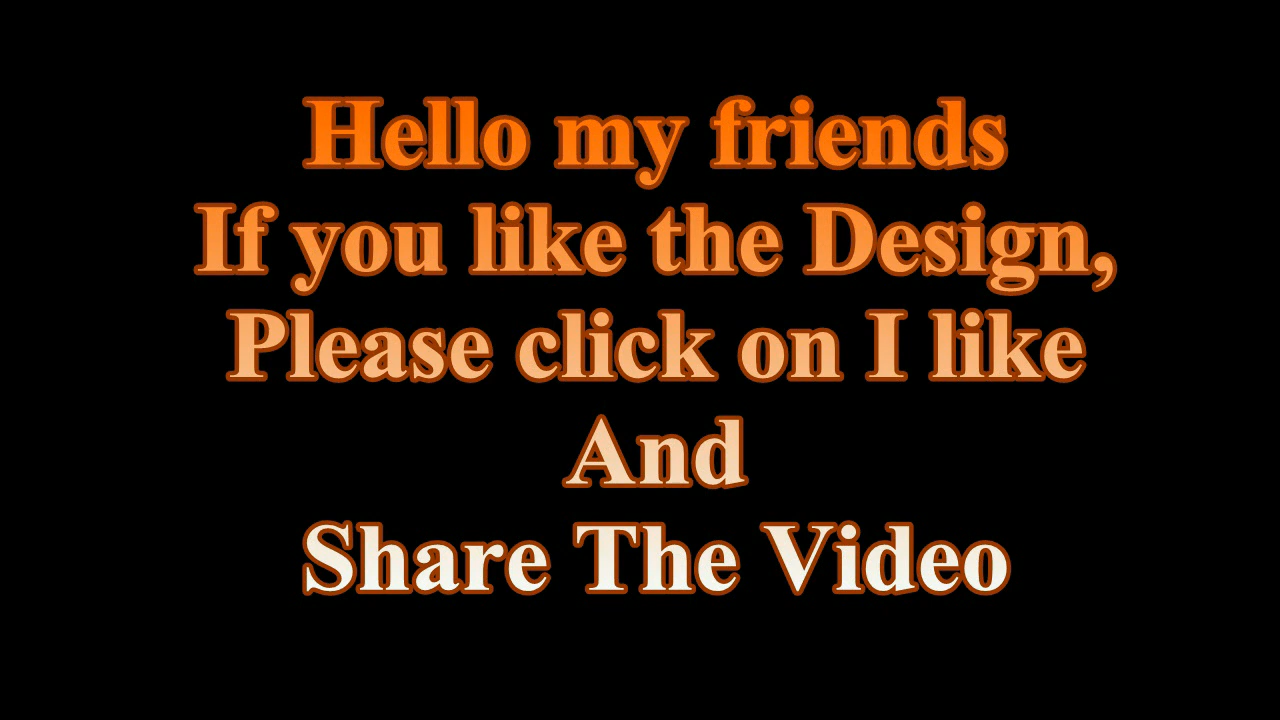 Hello my friends
If you like the Design,
Please click on I like
And
Share The Video